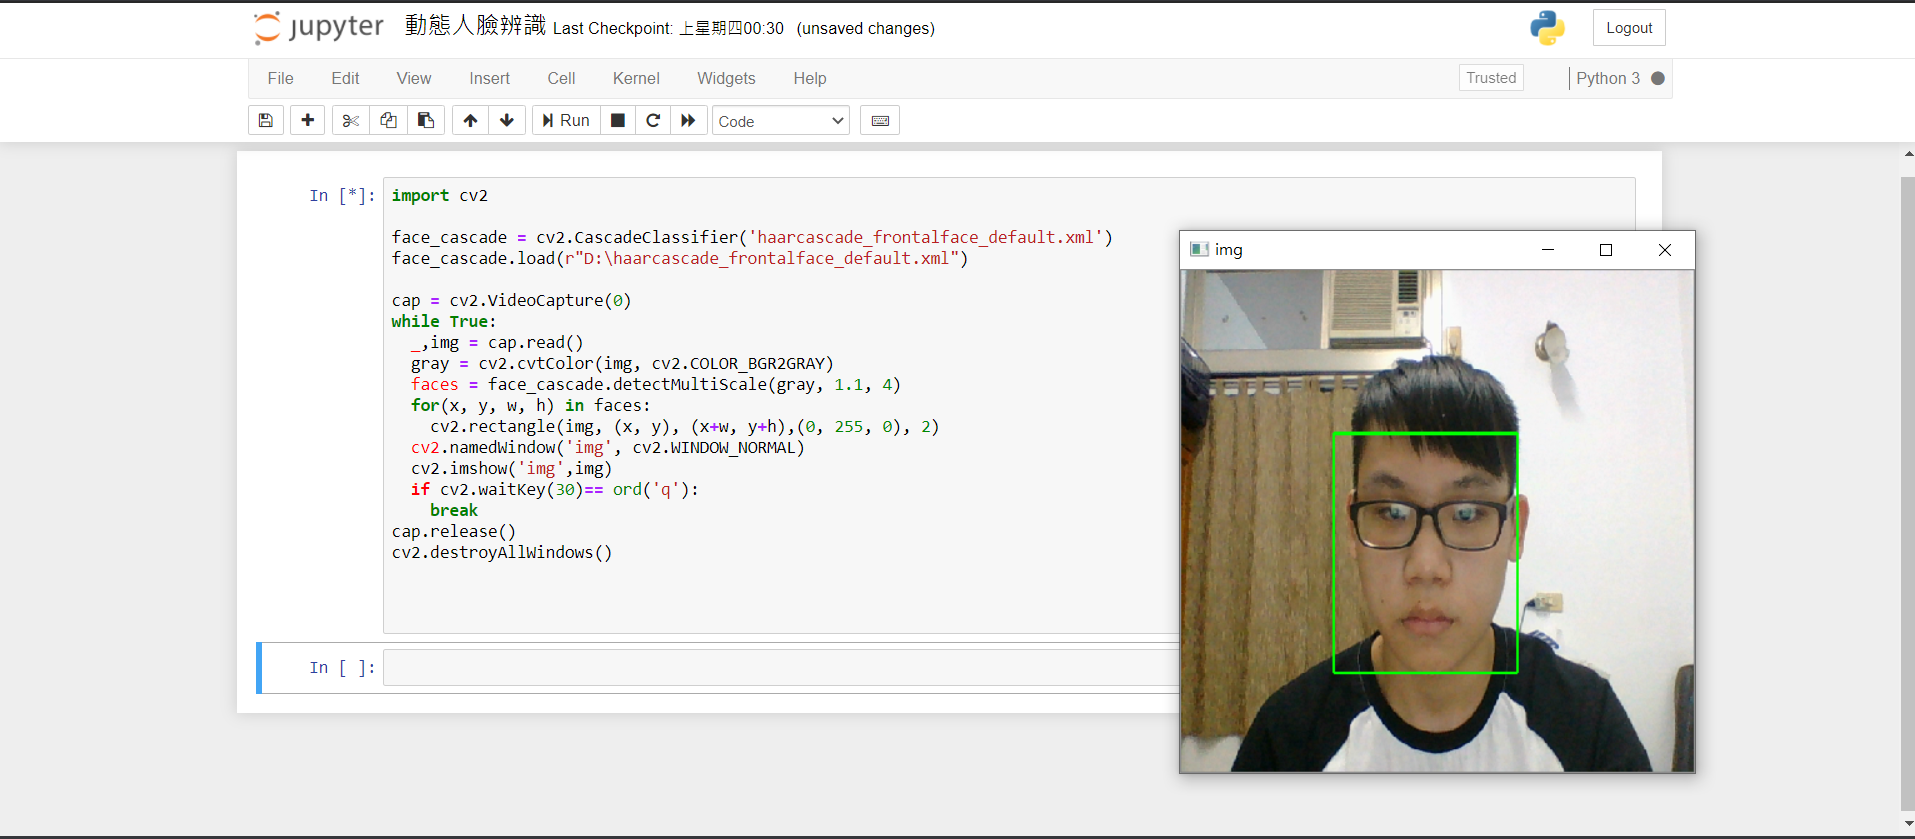 jupyter 動態人臉辨識 Last Checkpoint: 上星期四00:30 (unsaved changes) Logout
File Edit View Insert Cell Kernel Widgets Help Trusted Python 3
Run Code
In [*]: import cv2
face_cascade = cv2.CascadeClassifier('haarcascade_frontalface_default.xml')
face_cascade.load(r"D:\haarcascade_frontalface_default.xml")
cap = cv2.VideoCapture(0)
while True:
_,img = cap.read()
gray = cv2.cvtColor(img, cv2.COLOR_BGR2GRAY)
faces = face_cascade.detectMultiScale(gray, 1.1, 4)
for(x, y, w, h) in faces:
cv2.rectangle(img, (x, y), (x+w, y+h),(0, 255, 0), 2)
cv2.namedWindow('img', cv2.WINDOW_NORMAL)
cv2.imshow('img',img)
if cv2.waitKey(30)== ord('q'):
break
cap.release()
cv2.destroyAllWindows()
In [ ]:
img